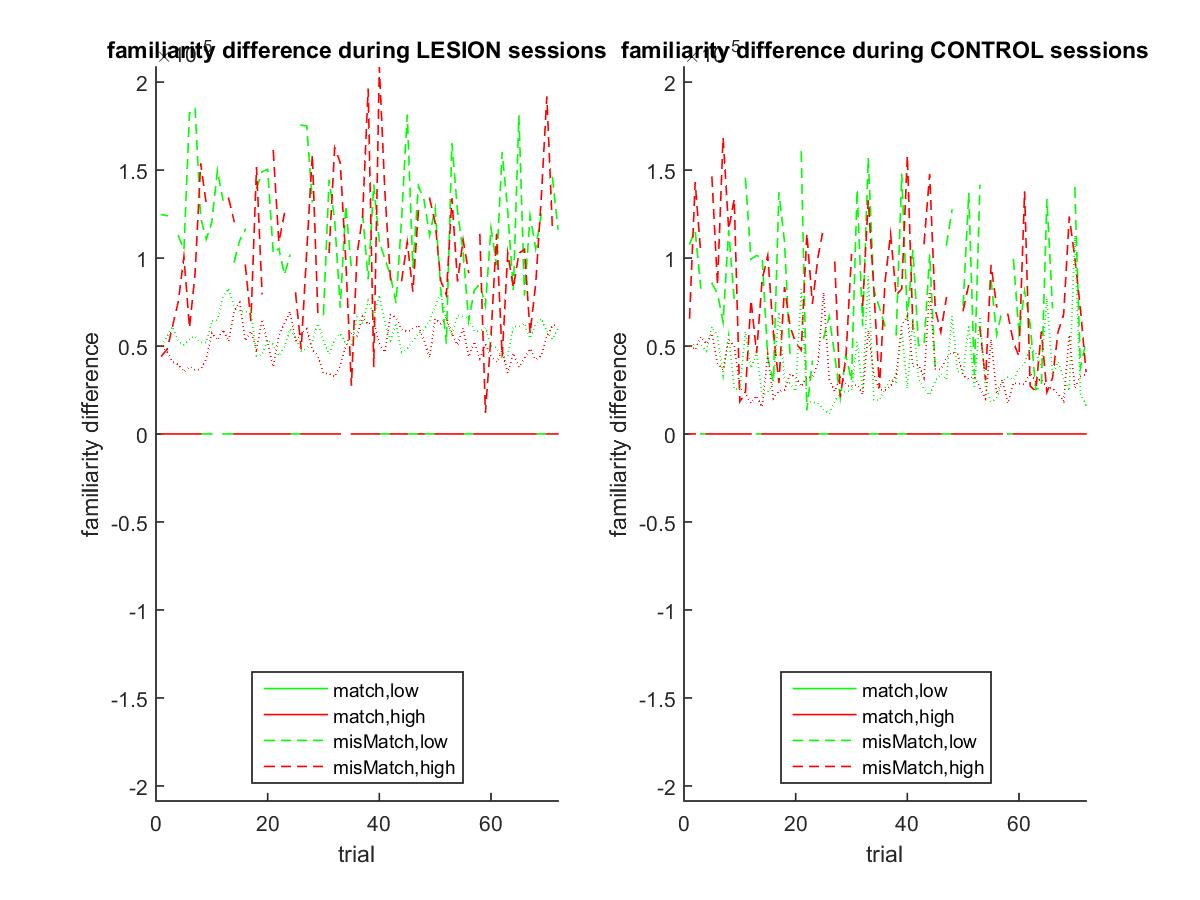 familiarity difference during LESION sessions
familiarity difference during CONTROL sessions
2
1.5
1
0.5
0
-0.5
-1
-1.5
-2
familiarity difference
match,low
match,high
misMatch,low
misMatch,high
0 20 40 60
trial
2
1.5
1
0.5
0
-0.5
-1
-1.5
-2
familiarity difference
match,low
match,high
misMatch,low
misMatch,high
0 20 40 60
trial